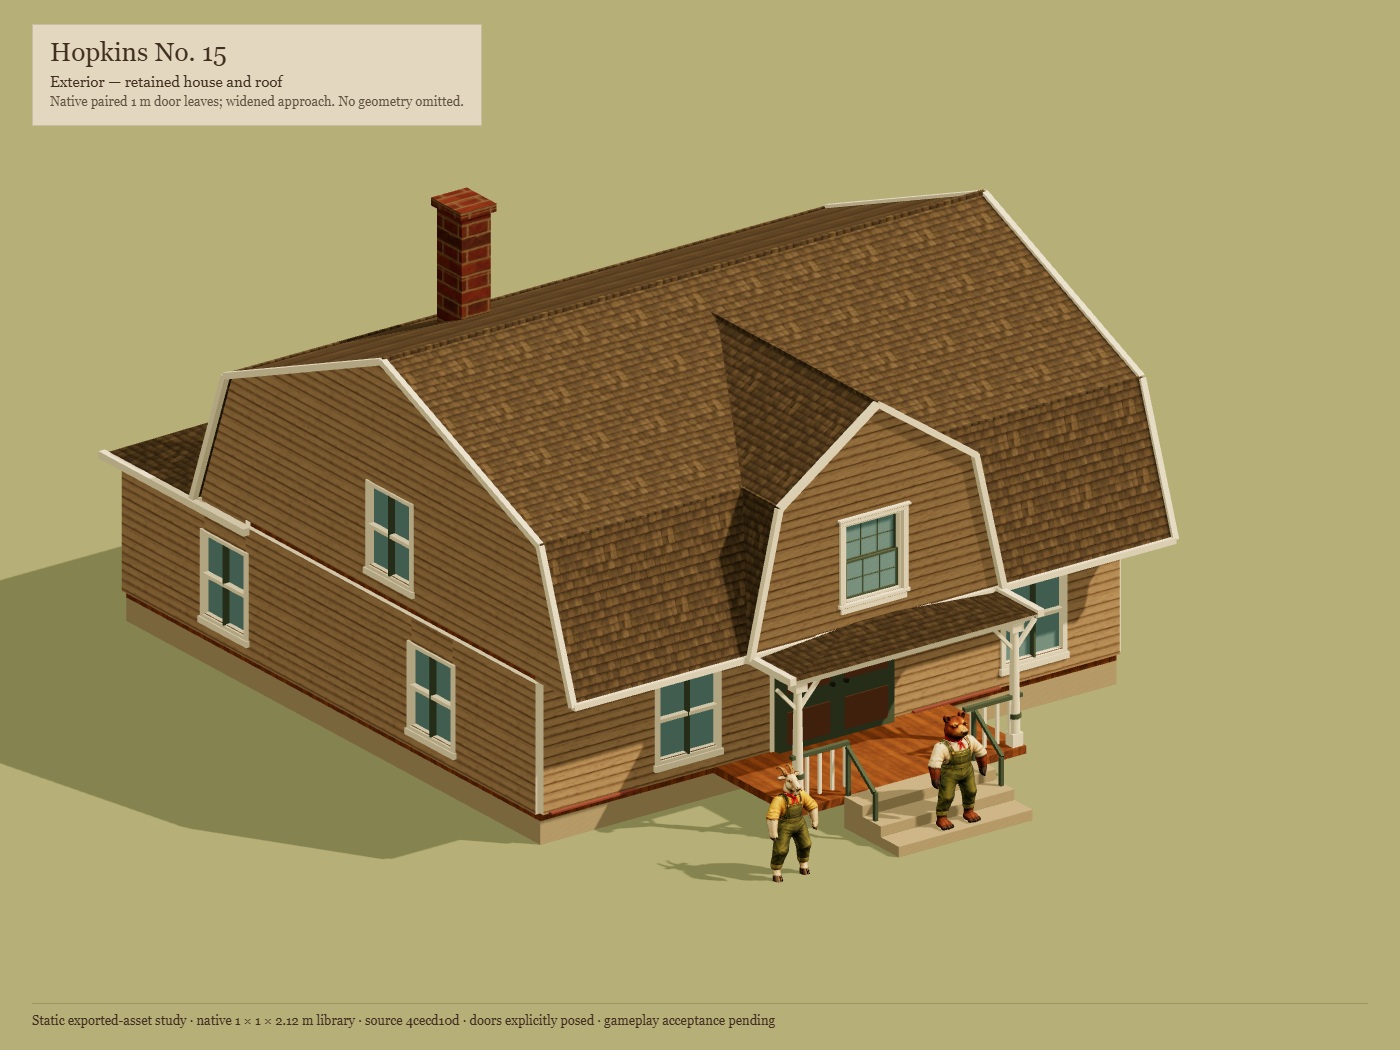 Hopkins No. 15
Exterior — retained house and roof
Native paired 1 m door leaves; widened approach. No geometry omitted.
Static exported-asset study · native 1 × 1 × 2.12 m library · source 4cecd10d · doors explicitly posed · gameplay acceptance pending